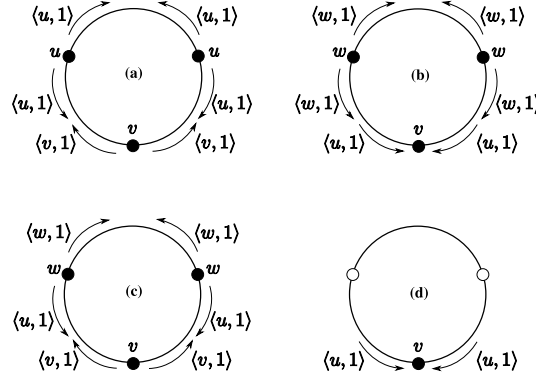 ⟨u, 1⟩ ⟨u, 1⟩
u (a) u
⟨u, 1⟩ ⟨u, 1⟩
⟨v, 1⟩ v ⟨v, 1⟩
⟨w, 1⟩ ⟨w, 1⟩
w (b) w
⟨w, 1⟩ ⟨w, 1⟩
⟨u, 1⟩ v ⟨u, 1⟩
⟨w, 1⟩ ⟨w, 1⟩
w (c) w
⟨u, 1⟩ ⟨u, 1⟩
⟨v, 1⟩ v ⟨v, 1⟩
(d)
⟨u, 1⟩ v ⟨u, 1⟩